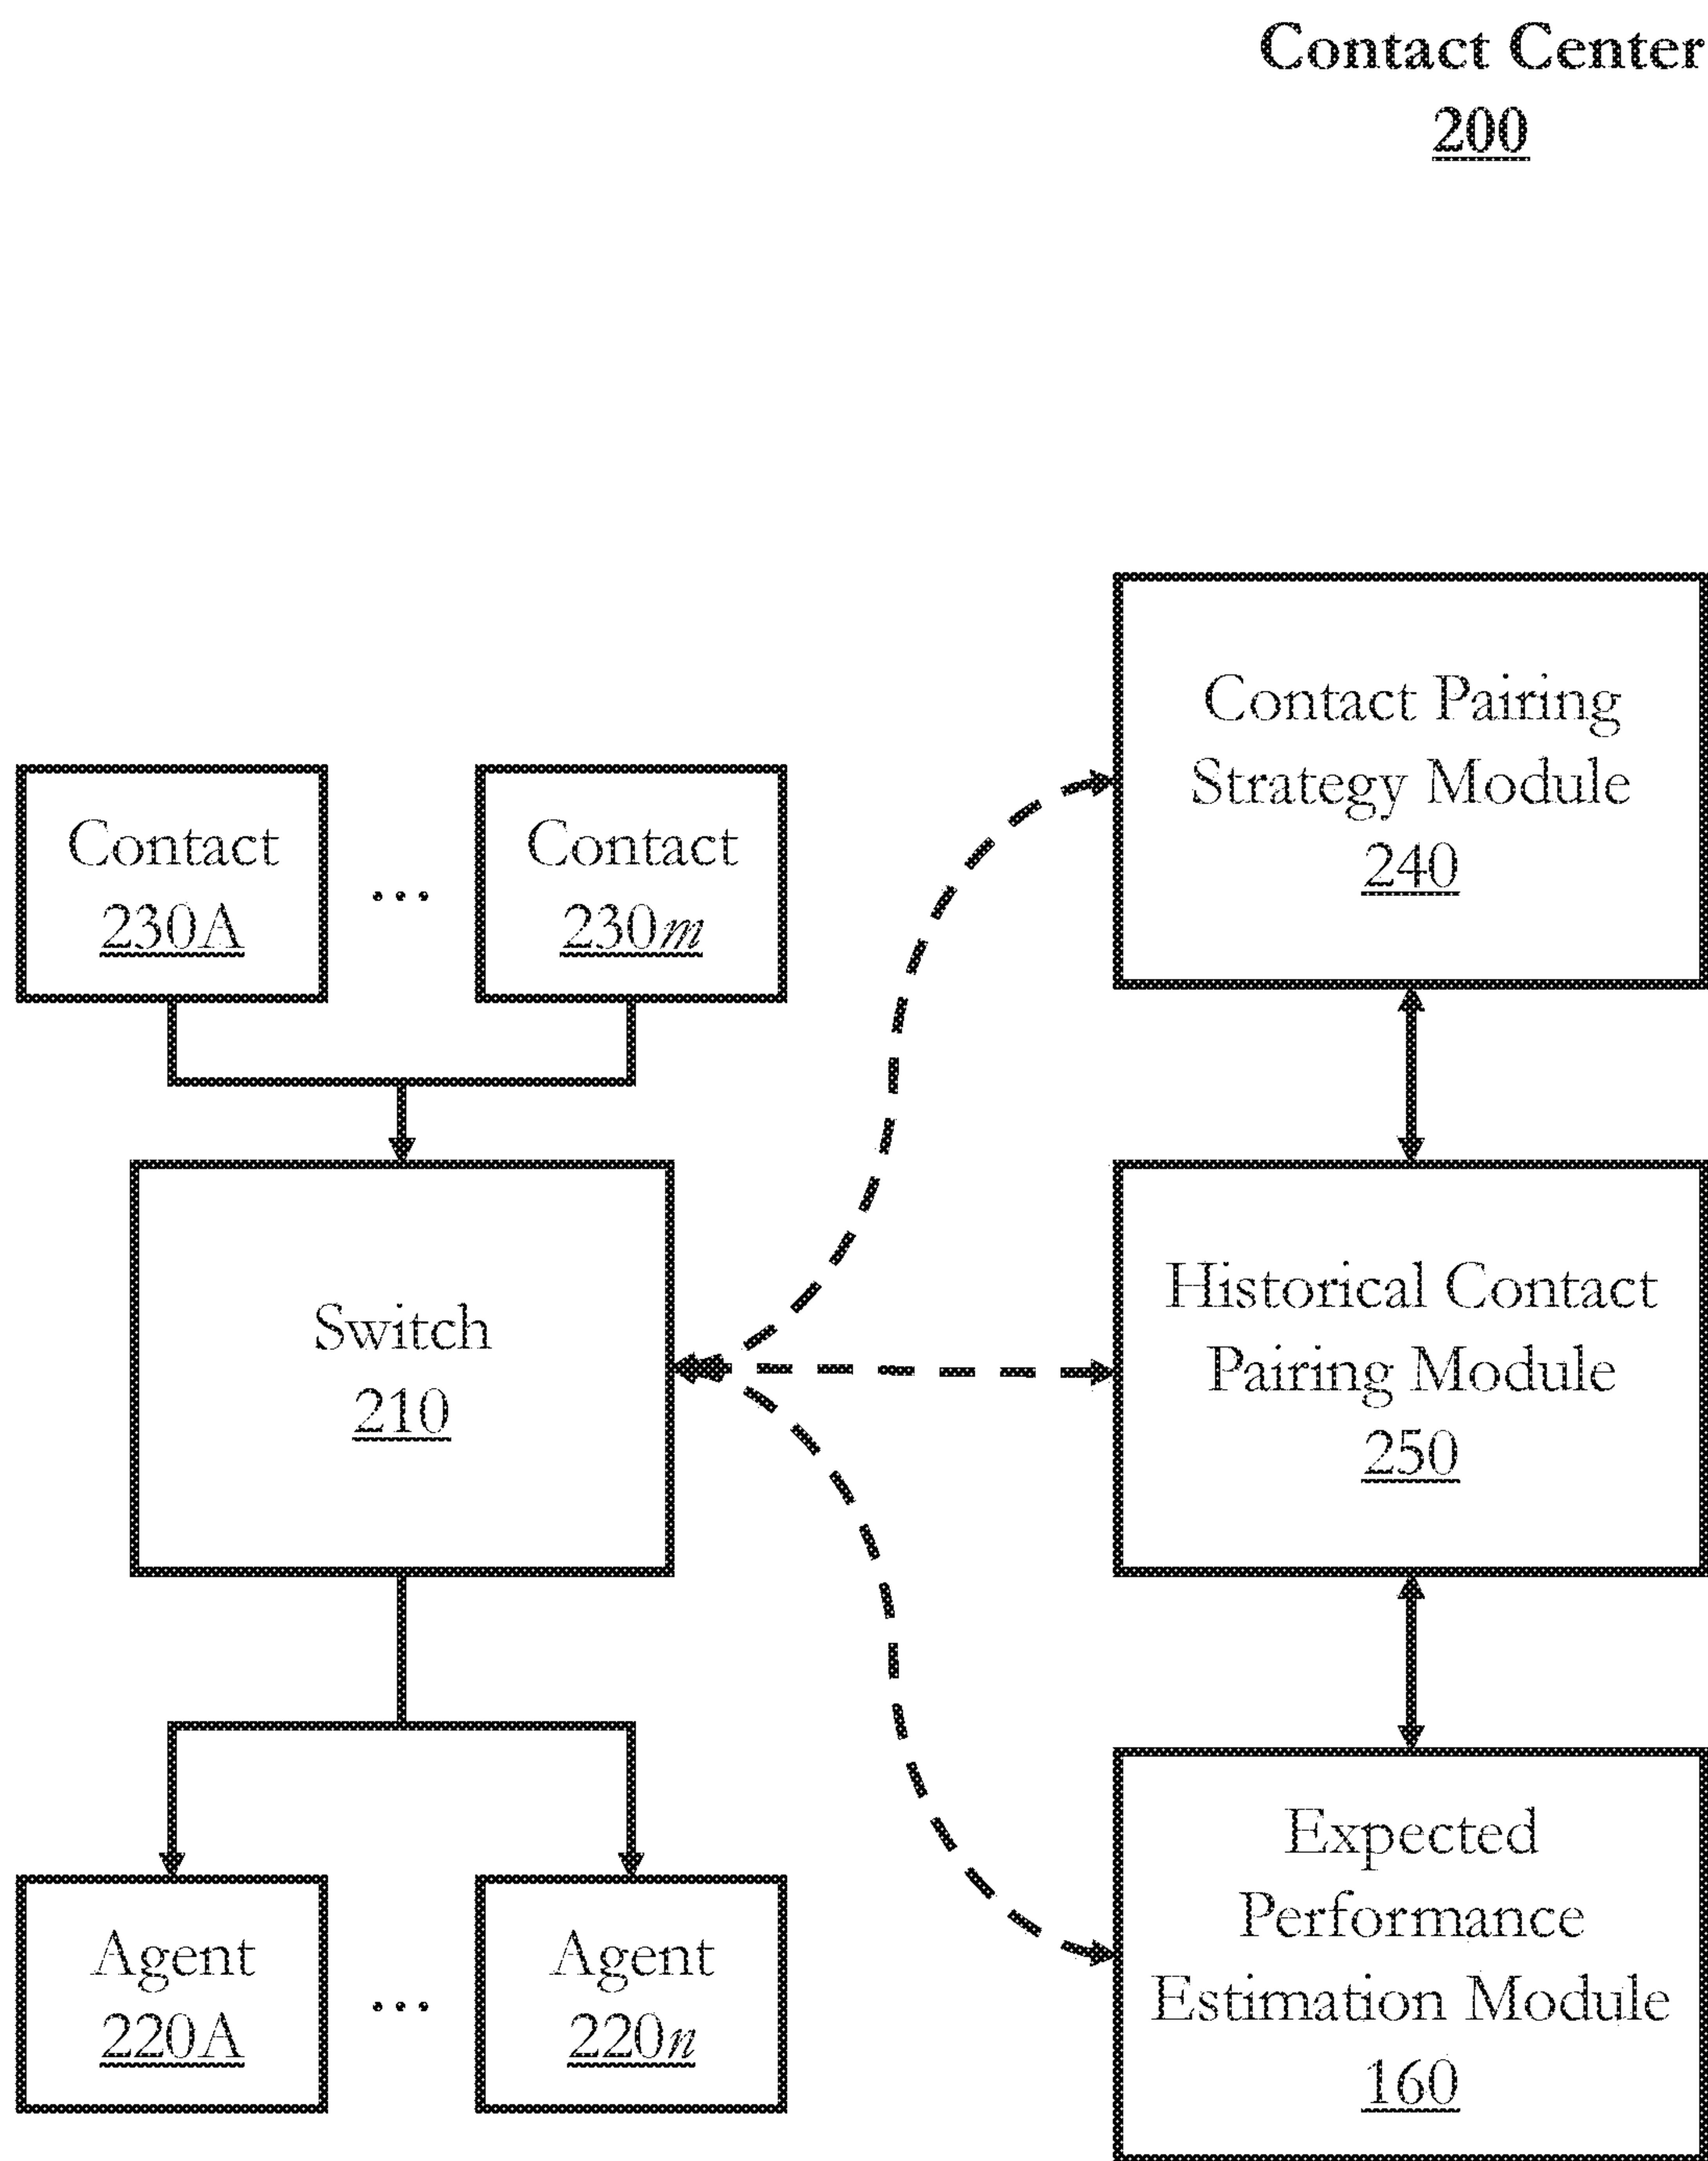 Contact Center
200
Contact Pairing
Strategy Module
240
Contact
230A
...
Contact
230m
Switch
210
Historical Contact
Pairing Module
250
Agent
220A
...
Agent
220n
Expected
Performance
Estimation Module
160